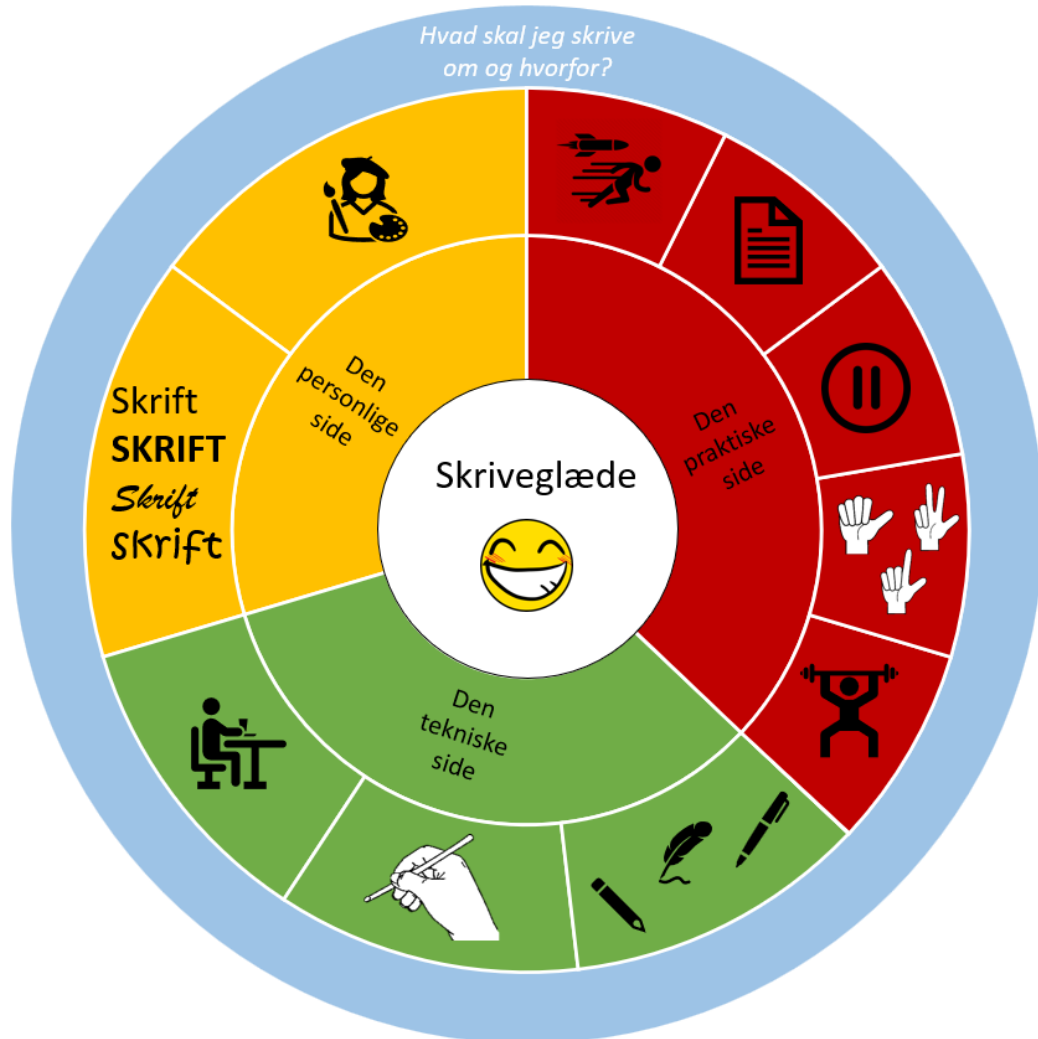 Hvad skal jeg skrive
om og hvorfor?
Den
personlige
side
Den
praktiske
side
Skrift
SKRIFT
Skrift
skrift
Skriveglæde
Den
tekniske
side